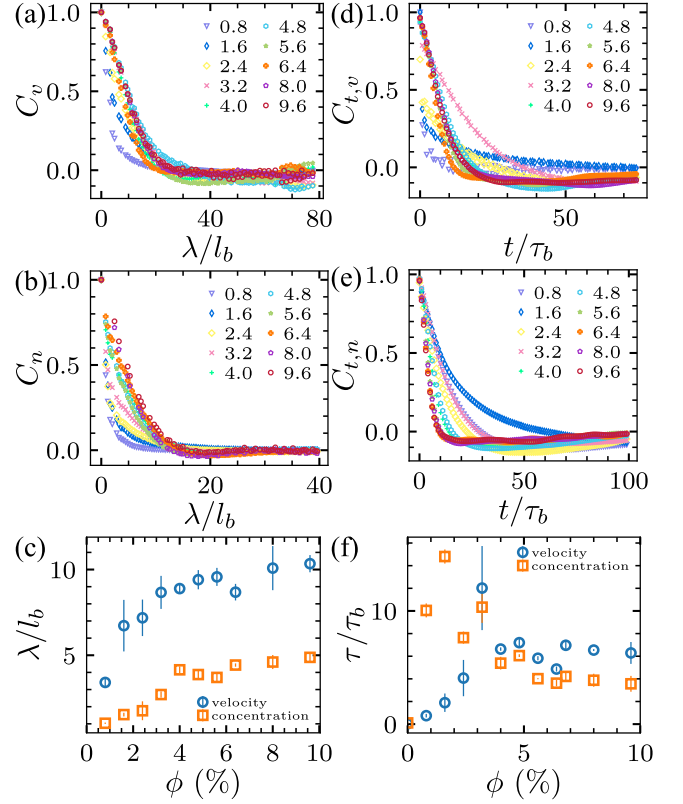 (a)
1.0
0.5
0.0
C_v
0.8 4.8
1.6 5.6
2.4 6.4
3.2 8.0
4.0 9.6
0 40 80
λ/l_b
(d)
1.0
0.5
0.0
C_{t,v}
0.8 4.8
1.6 5.6
2.4 6.4
3.2 8.0
4.0 9.6
0 50
t/τ_b
(b)
1.0
0.5
0.0
C_n
0.8 4.8
1.6 5.6
2.4 6.4
3.2 8.0
4.0 9.6
0 20 40
λ/l_b
(e)
1.0
0.5
0.0
C_{t,n}
0.8 4.8
1.6 5.6
2.4 6.4
3.2 8.0
4.0 9.6
0 50 100
t/τ_b
(c)
10
5
0
λ/l_b
velocity
concentration
0 2 4 6 8 10
ϕ (%)
(f)
10
0
τ/τ_b
velocity
concentration
0 5 10
ϕ (%)